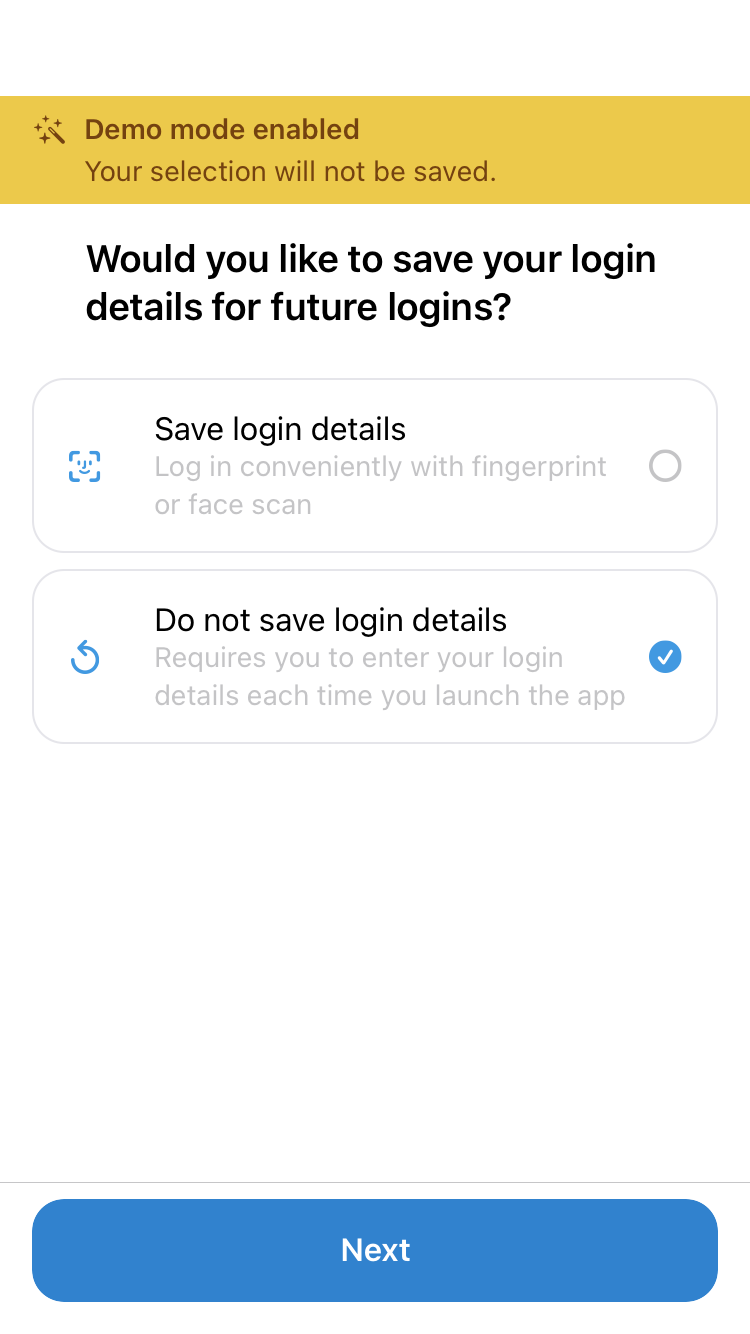 Demo mode enabled
Your selection will not be saved.
Would you like to save your login
details for future logins?
Save login details
Log in conveniently with fingerprint
or face scan
Do not save login details
Requires you to enter your login
details each time you launch the app
Next